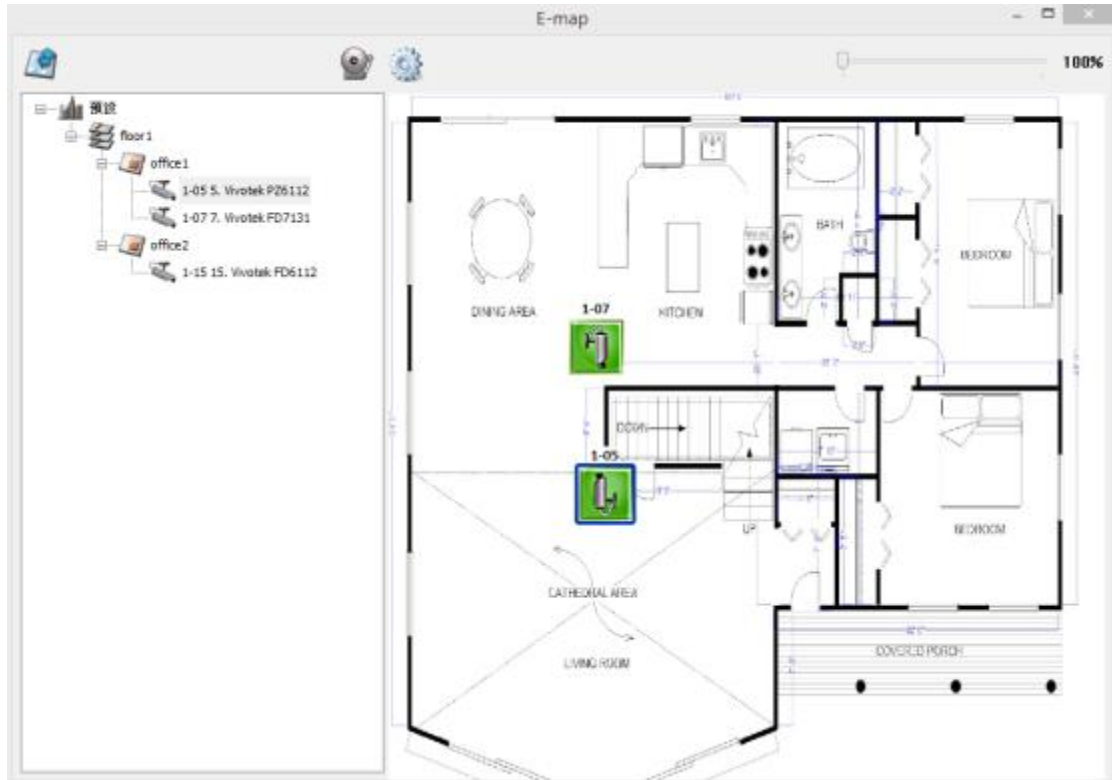 E-map
100%
預設
floor1
office1
1-05 5. Vivotek PZ6112
1-07 7. Vivotek FD7131
office2
1-15 15. Vivotek FD6112
BATH
BEDROOM
DINING AREA
1-07
KITCHEN
DOWN
1-05
UP
BEDROOM
CATHEDRAL AREA
COVERED PORCH
LIVING ROOM